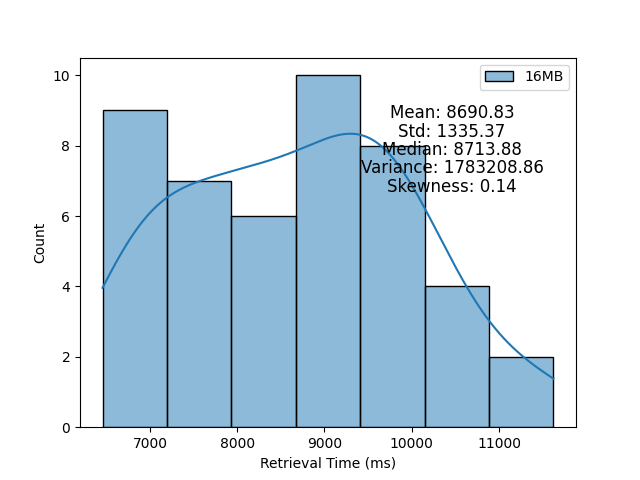 16MB
Mean: 8690.83
Std: 1335.37
Median: 8713.88
Variance: 1783208.86
Skewness: 0.14
10
8
6
4
2
0
Count
7000 8000 9000 10000 11000
Retrieval Time (ms)